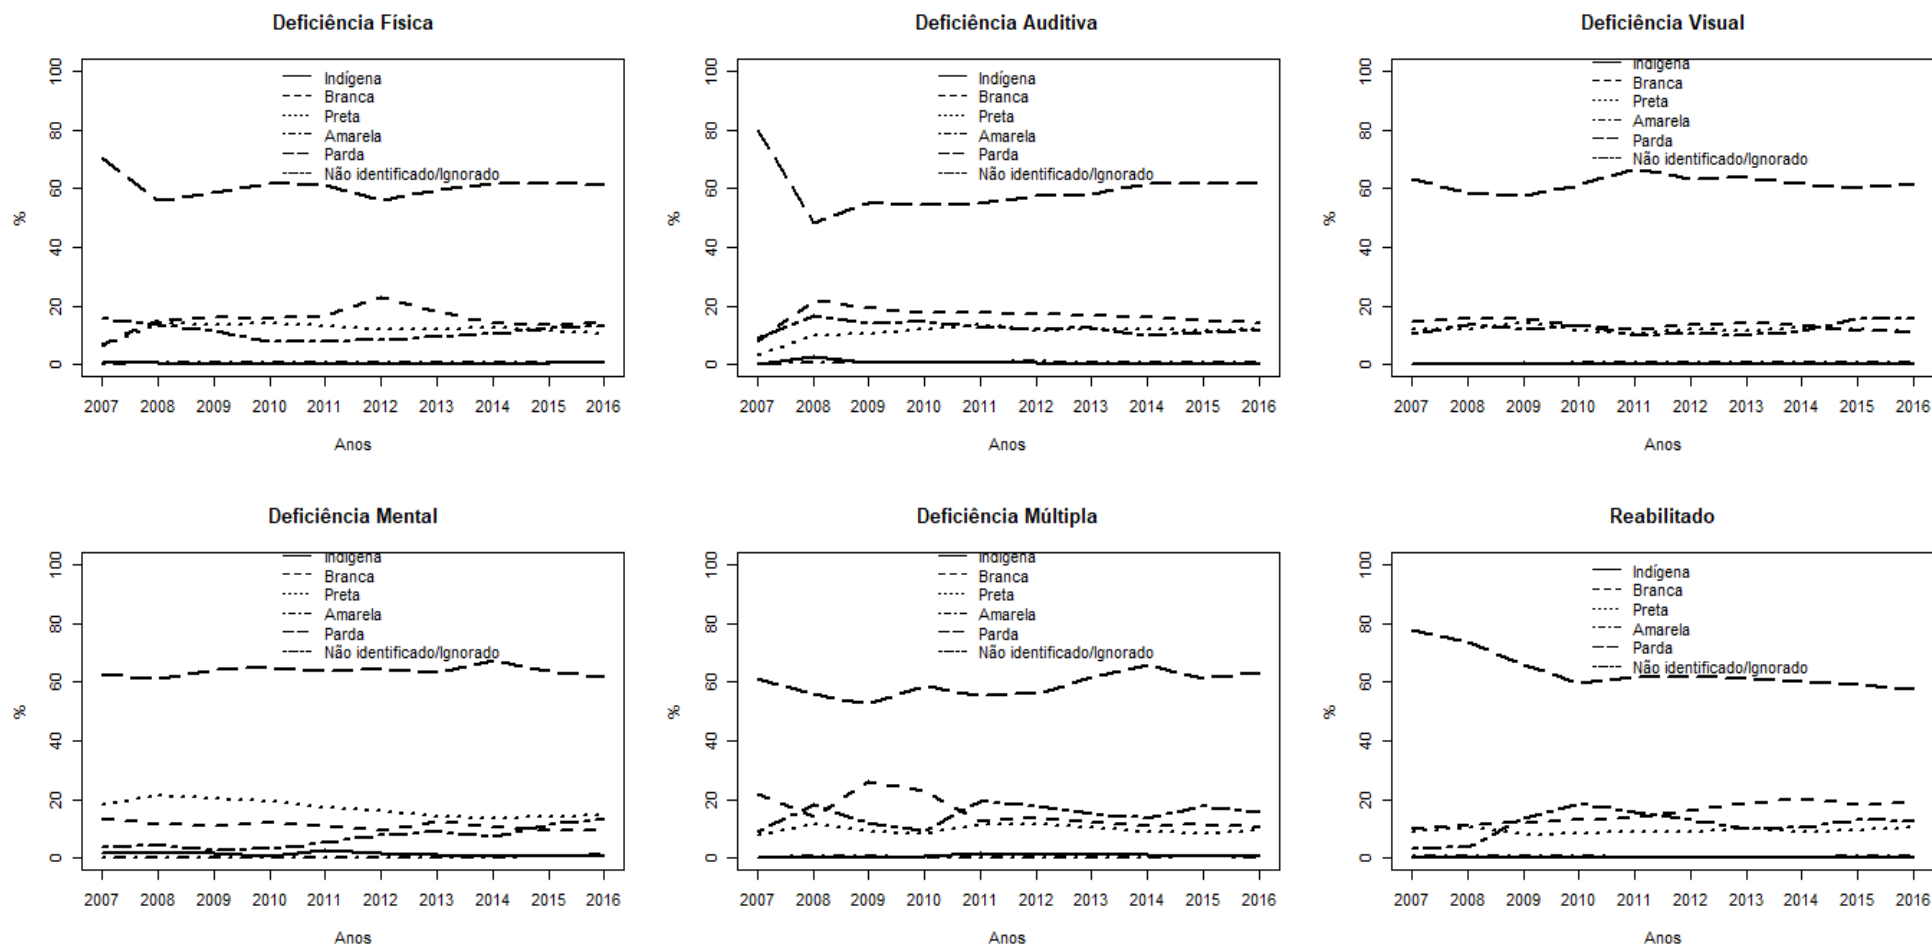 Deficiência Física
100
80
60
40
20
0
%
Indígena
Branca
Preta
Amarela
Parda
Não identificado/Ignorado
2007 2008 2009 2010 2011 2012 2013 2014 2015 2016
Anos
Deficiência Auditiva
100
80
60
40
20
0
%
Indígena
Branca
Preta
Amarela
Parda
Não identificado/Ignorado
2007 2008 2009 2010 2011 2012 2013 2014 2015 2016
Anos
Deficiência Visual
100
80
60
40
20
0
%
Indígena
Branca
Preta
Amarela
Parda
Não identificado/Ignorado
2007 2008 2009 2010 2011 2012 2013 2014 2015 2016
Anos
Deficiência Mental
100
80
60
40
20
0
%
Indígena
Branca
Preta
Amarela
Parda
Não identificado/Ignorado
2007 2008 2009 2010 2011 2012 2013 2014 2015 2016
Anos
Deficiência Múltipla
100
80
60
40
20
0
%
Indígena
Branca
Preta
Amarela
Parda
Não identificado/Ignorado
2007 2008 2009 2010 2011 2012 2013 2014 2015 2016
Anos
Reabilitado
100
80
60
40
20
0
%
Indígena
Branca
Preta
Amarela
Parda
Não identificado/Ignorado
2007 2008 2009 2010 2011 2012 2013 2014 2015 2016
Anos